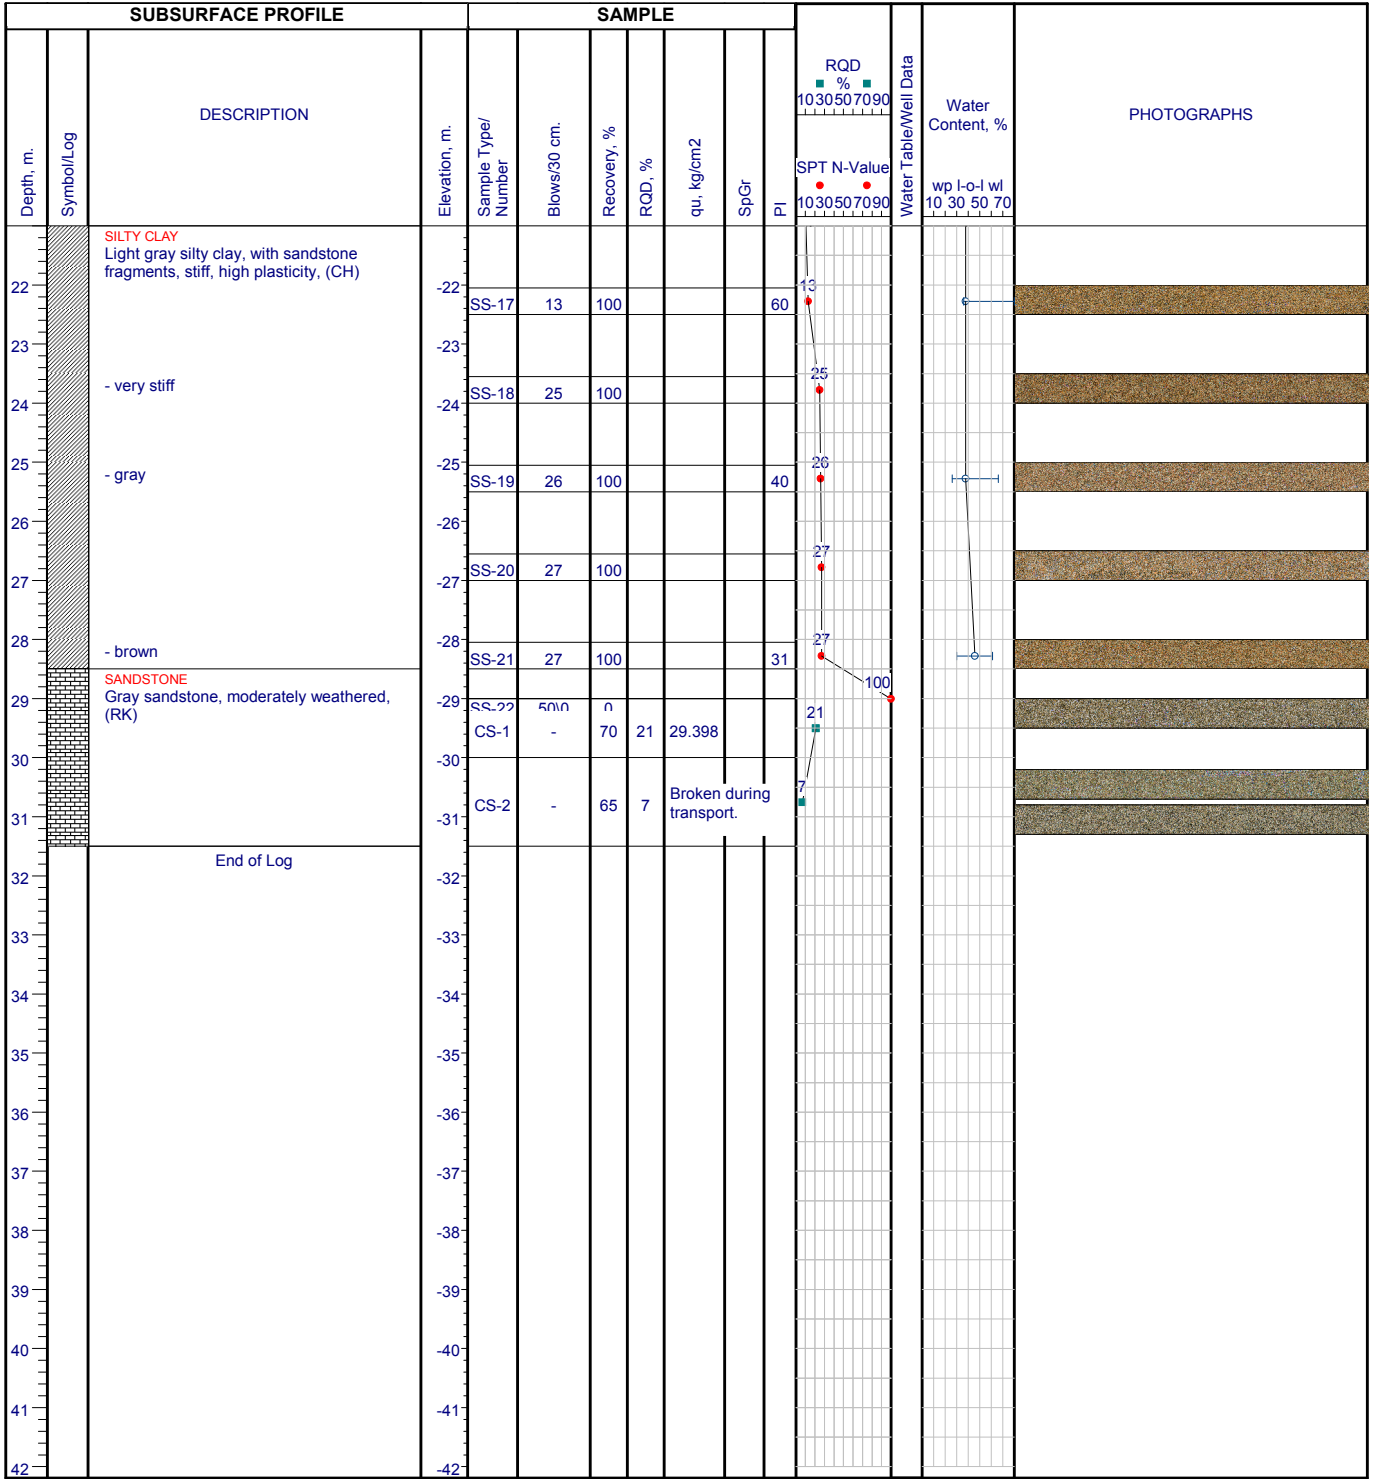 SUBSURFACE PROFILE
SAMPLE
Depth, m.
Symbol/Log
DESCRIPTION
Elevation, m.
Sample Type/
Number
Blows/30 cm.
Recovery, %
RQD, %
qu, kg/cm2
SpGr
PI
RQD
%
10 30 50 70 90
SPT N-Value
10 30 50 70 90
Water Table/Well Data
Water
Content, %
wp l-o-l wl
10 30 50 70
PHOTOGRAPHS
SILTY CLAY
Light gray silty clay, with sandstone
fragments, stiff, high plasticity, (CH)
22 -22
13
SS-17 13 100 60
23 -23
- very stiff
25
SS-18 25 100
24 -24
25 -25
26
- gray
SS-19 26 100 40
26 -26
27
SS-20 27 100
27 -27
28 -28
27
- brown
SS-21 27 100 31
SANDSTONE
100
Gray sandstone, moderately weathered,
(RK)
29 -29
SS-22 50\0 0
21
CS-1 - 70 21 29.398
30 -30
7
CS-2 - 65 7 Broken during
transport.
31 -31
End of Log
32 -32
33 -33
34 -34
35 -35
36 -36
37 -37
38 -38
39 -39
40 -40
41 -41
42 -42